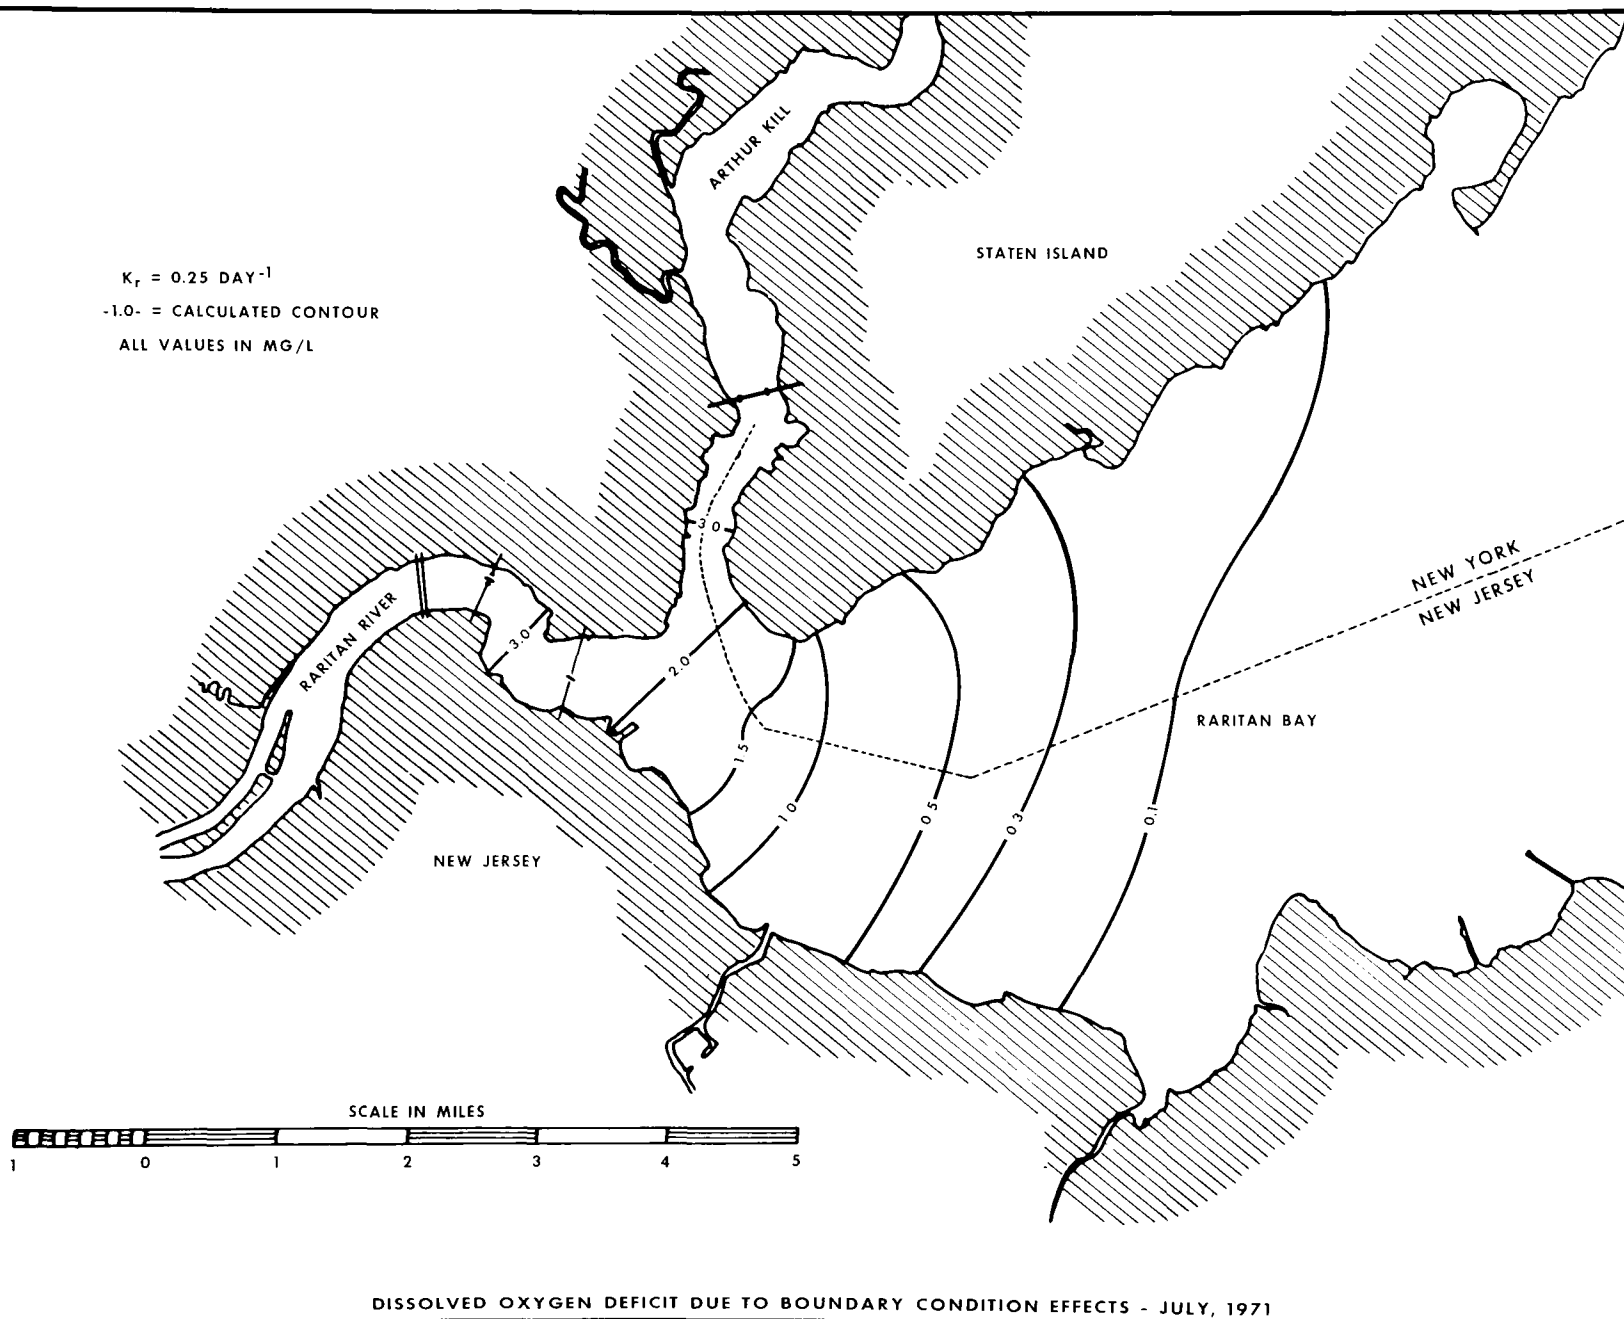 ARTHUR KILL
STATEN ISLAND
Kr = 0.25 DAY-1
-1.0- = CALCULATED CONTOUR
ALL VALUES IN MG/L
3.0
NEW YORK
NEW JERSEY
RARITAN RIVER
3.0
2.0
RARITAN BAY
1.5
1.0
0.5
0.3
0.1
NEW JERSEY
SCALE IN MILES
1 0 1 2 3 4 5
DISSOLVED OXYGEN DEFICIT DUE TO BOUNDARY CONDITION EFFECTS - JULY, 1971